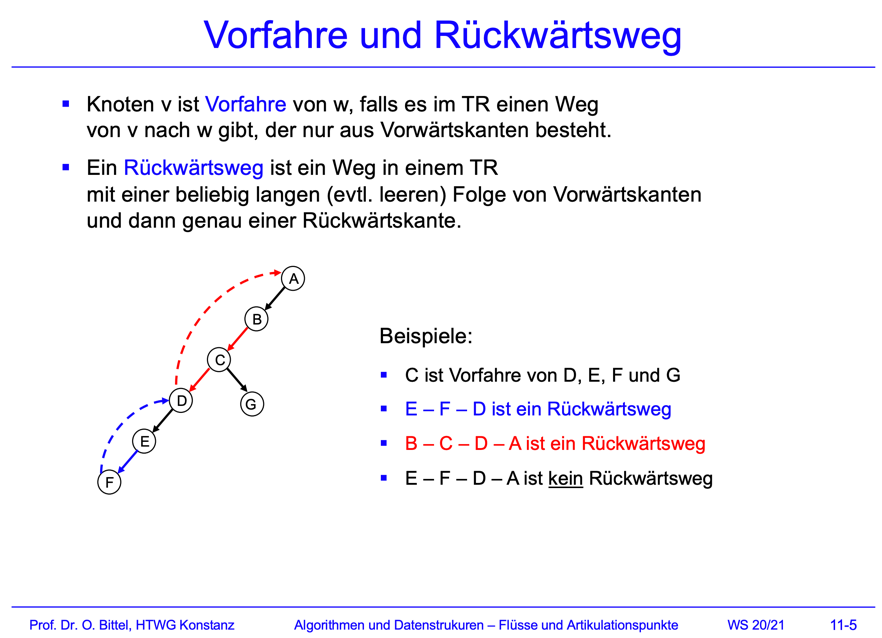 Vorfahre und Rückwärtsweg
▪ Knoten v ist Vorfahre von w, falls es im TR einen Weg
von v nach w gibt, der nur aus Vorwärtskanten besteht.
▪ Ein Rückwärtsweg ist ein Weg in einem TR
mit einer beliebig langen (evtl. leeren) Folge von Vorwärtskanten
und dann genau einer Rückwärtskante.
A
B
C
D
G
E
F
Beispiele:
▪ C ist Vorfahre von D, E, F und G
▪ E – F – D ist ein Rückwärtsweg
▪ B – C – D – A ist ein Rückwärtsweg
▪ E – F – D – A ist kein Rückwärtsweg
Prof. Dr. O. Bittel, HTWG Konstanz Algorithmen und Datenstrukuren – Flüsse und Artikulationspunkte WS 20/21 11-5